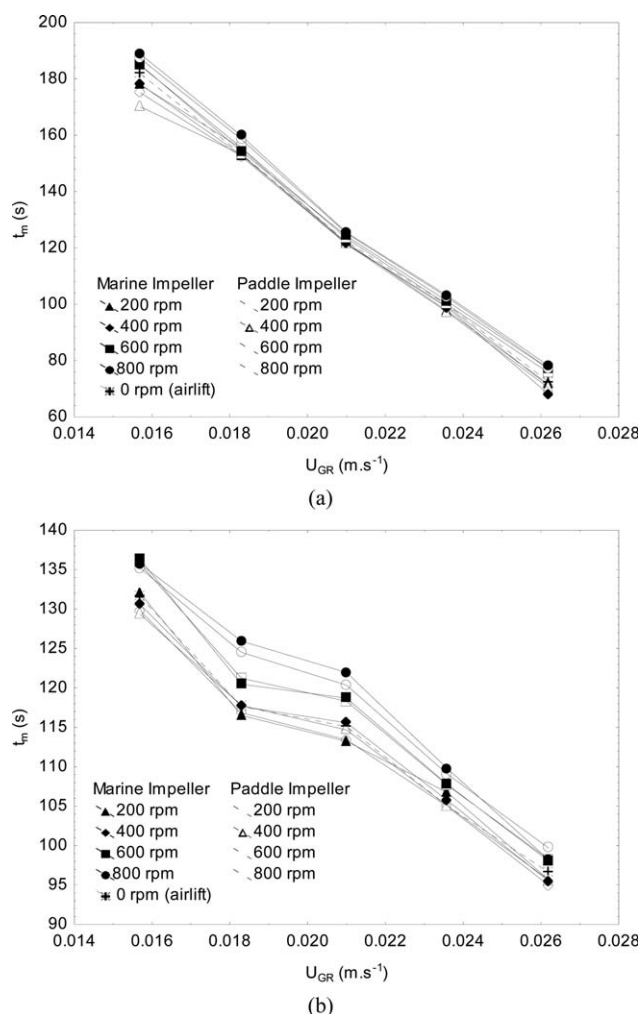 200
180
160
140
120
100
80
60
t_m (s)
Marine Impeller Paddle Impeller
200 rpm 200 rpm
400 rpm 400 rpm
600 rpm 600 rpm
800 rpm 800 rpm
0 rpm (airlift)
0.014 0.016 0.018 0.020 0.022 0.024 0.026 0.028
U_GR (m.s⁻¹)
(a)
140
135
130
125
120
115
110
105
100
95
90
t_m (s)
Marine Impeller Paddle Impeller
200 rpm 200 rpm
400 rpm 400 rpm
600 rpm 600 rpm
800 rpm 800 rpm
0 rpm (airlift)
0.014 0.016 0.018 0.020 0.022 0.024 0.026 0.028
U_GR (m.s⁻¹)
(b)